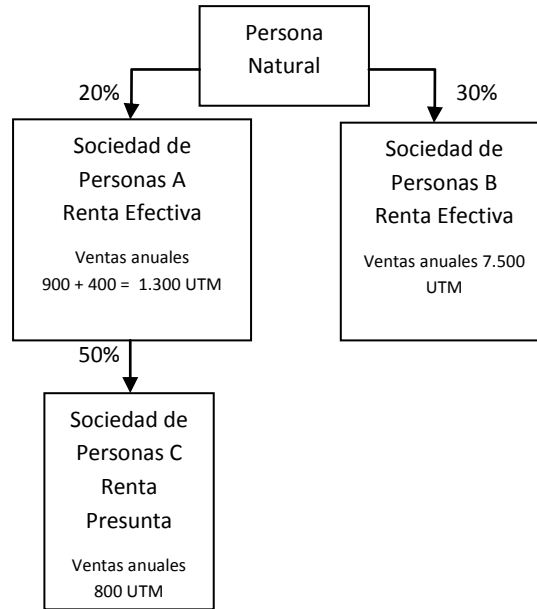 Persona
Natural
20%
30%
Sociedad de
Personas A
Renta Efectiva
Ventas anuales
900 + 400 = 1.300 UTM
Sociedad de
Personas B
Renta Efectiva
Ventas anuales 7.500
UTM
50%
Sociedad de
Personas C
Renta
Presunta
Ventas anuales
800 UTM